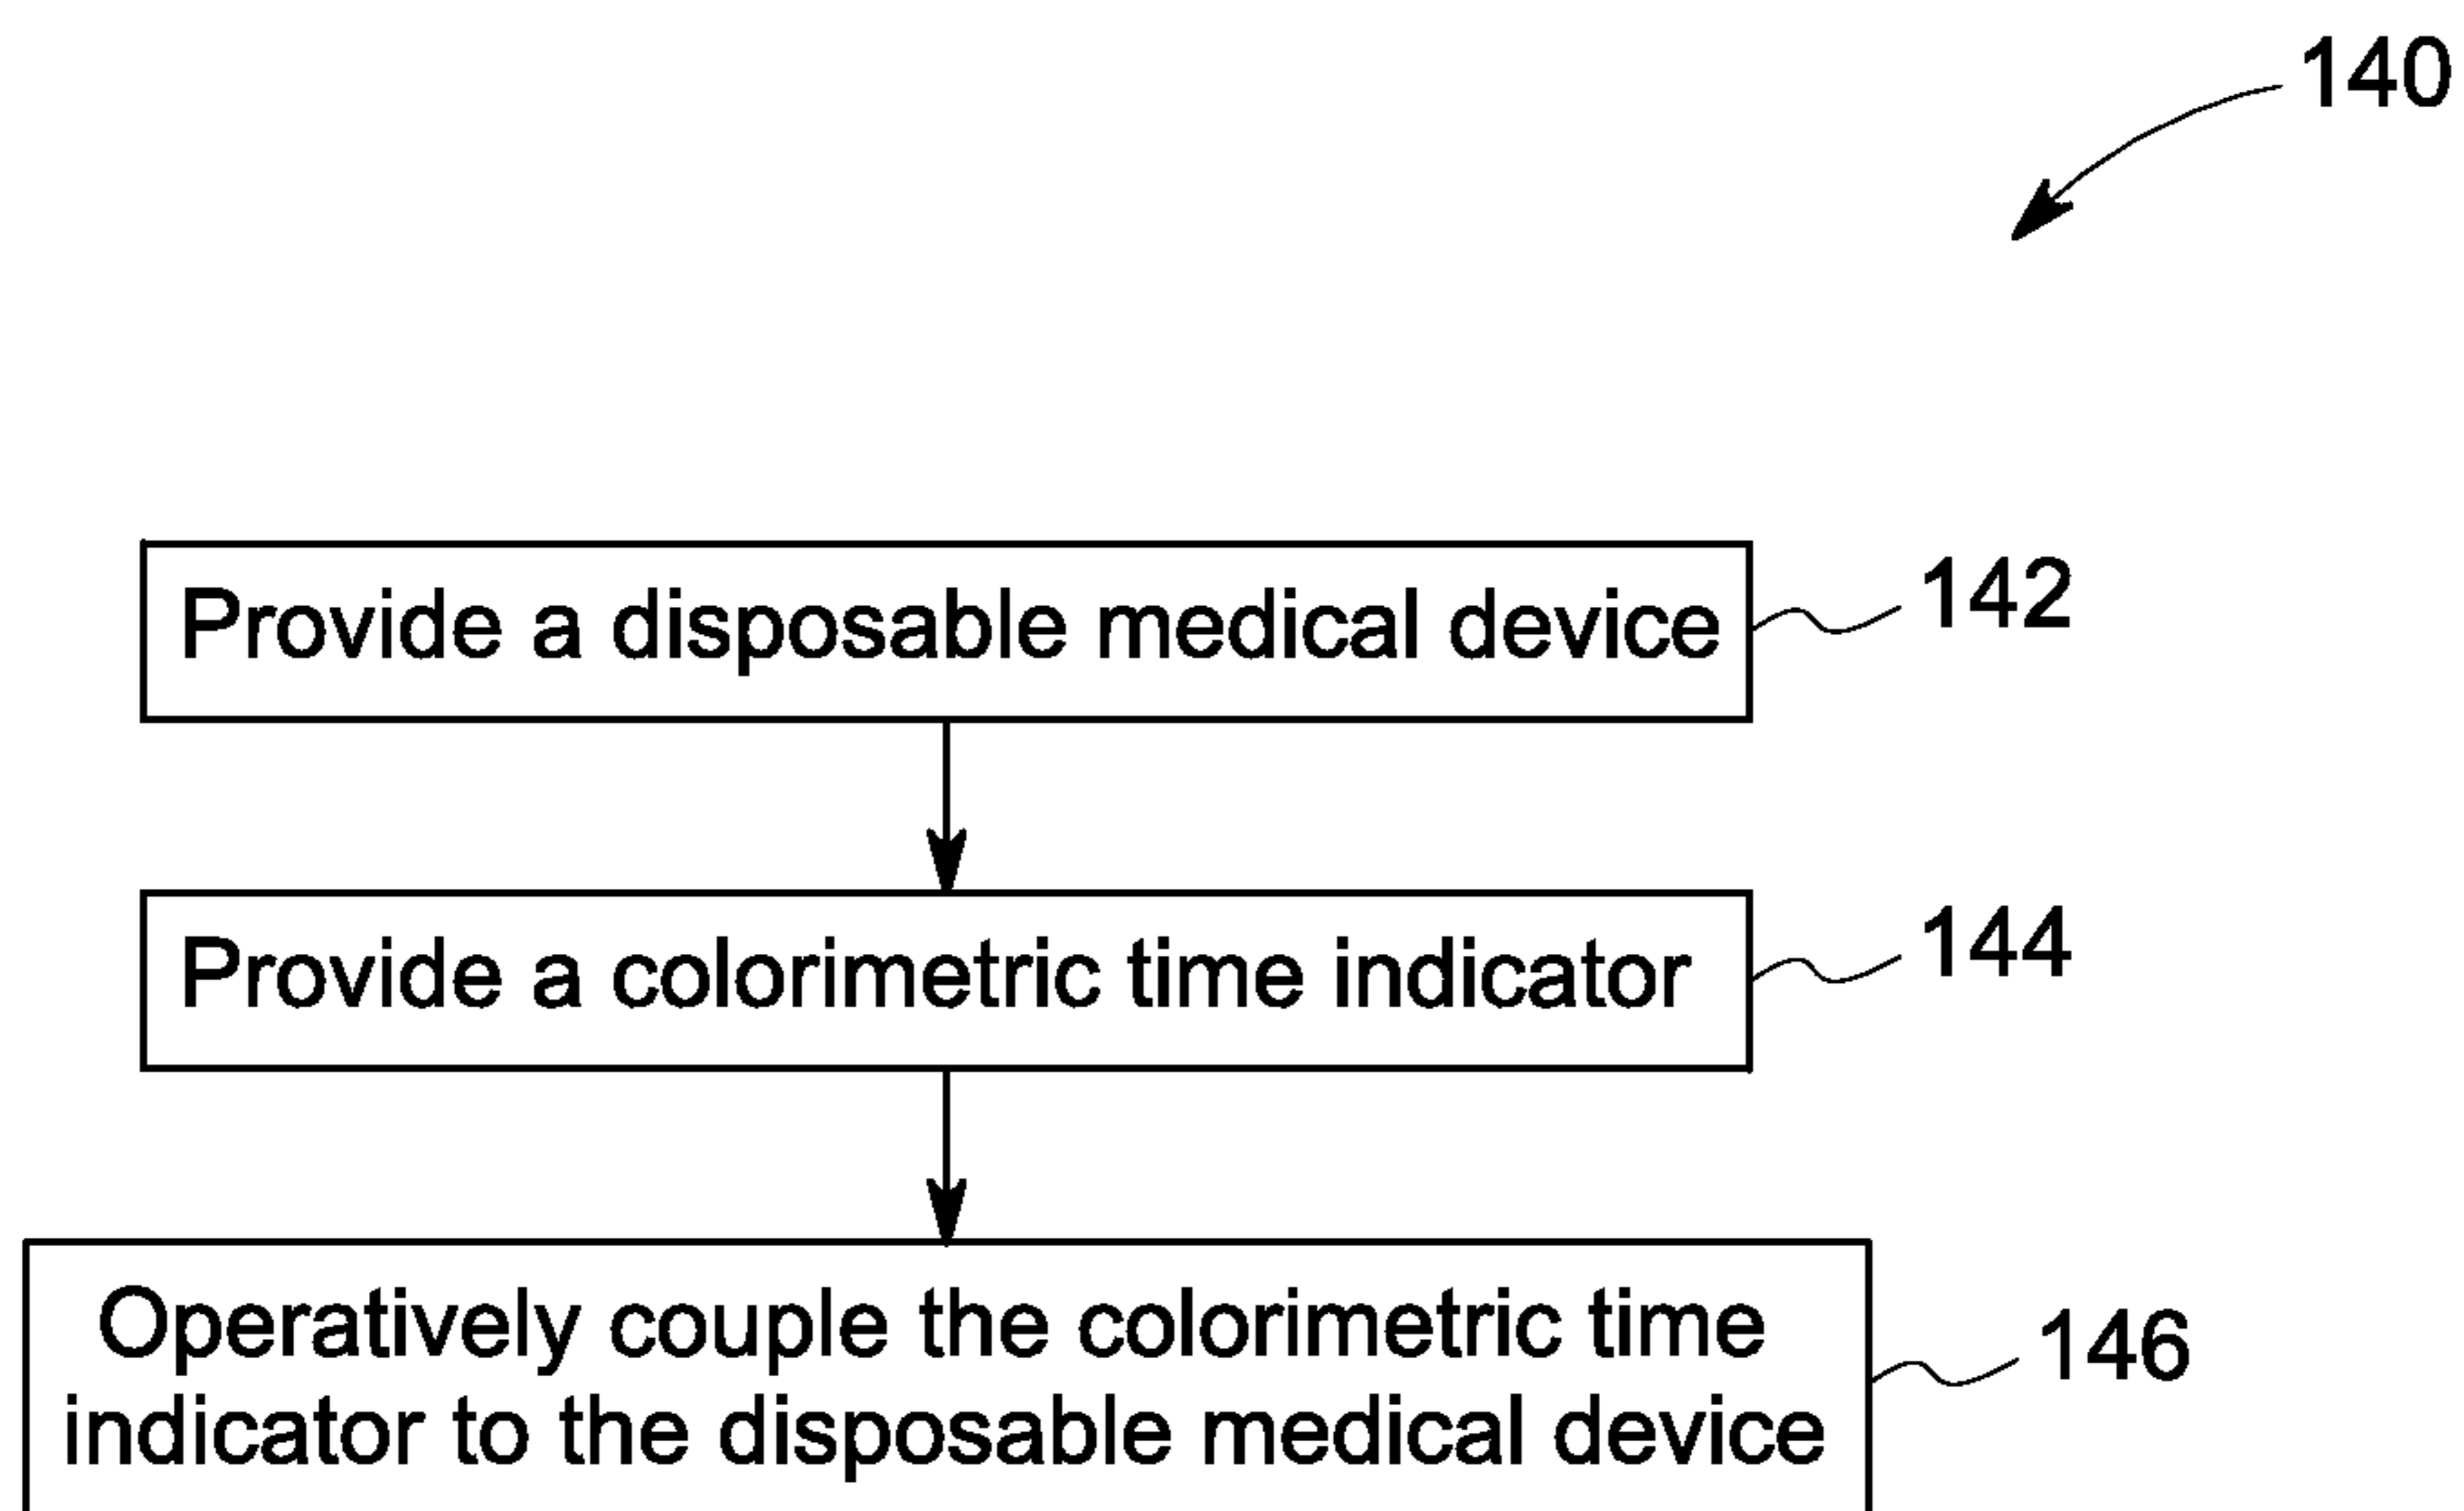 140
Provide a disposable medical device
142
Provide a colorimetric time indicator
144
Operatively couple the colorimetric time
indicator to the disposable medical device
146